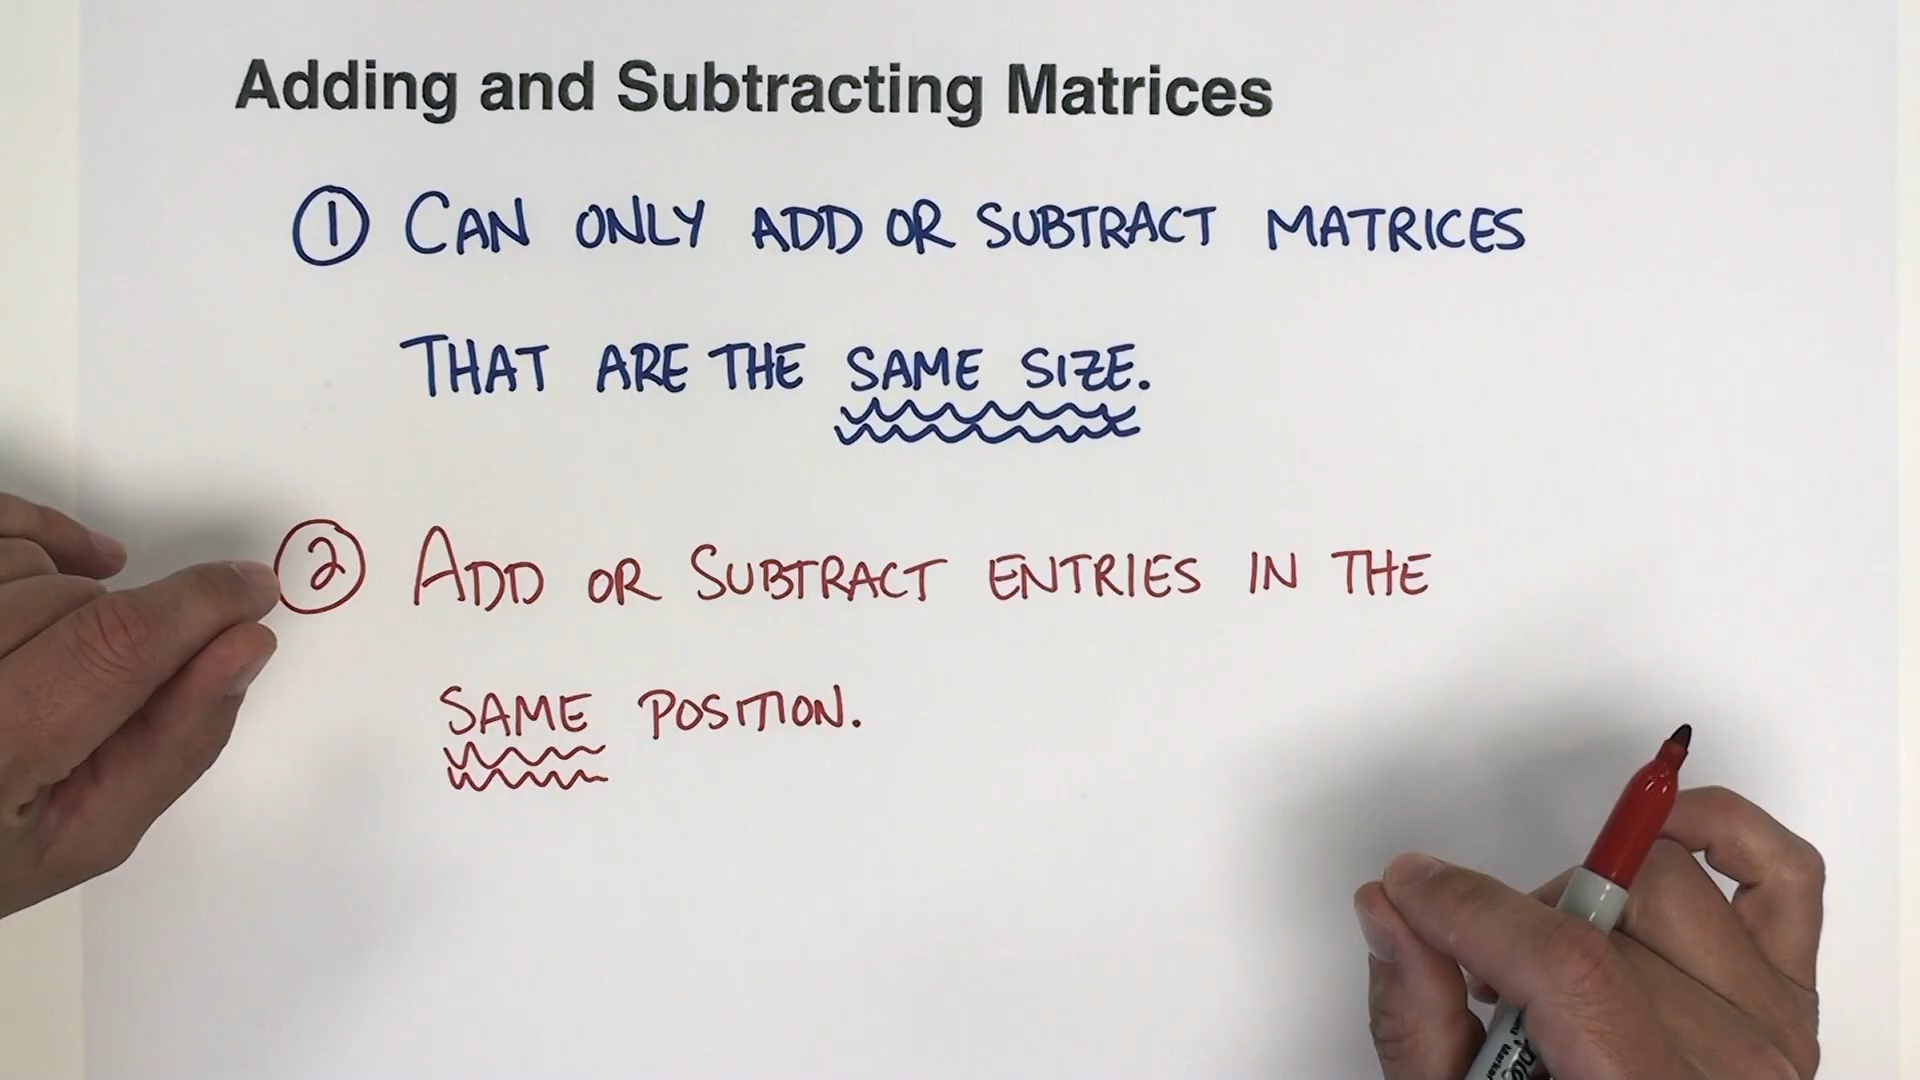 Adding and Subtracting Matrices
① CAN ONLY ADD OR SUBTRACT MATRICES
THAT ARE THE SAME SIZE.
② ADD OR SUBTRACT ENTRIES IN THE
SAME POSITION.